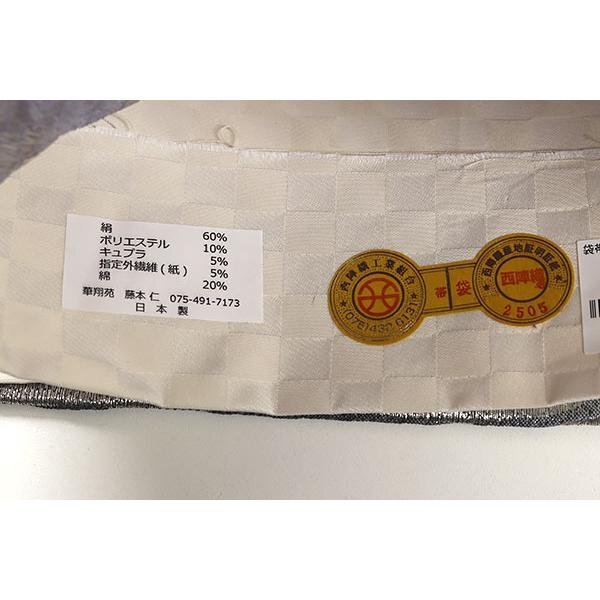 絹 60%
ポリエステル 10%
キュプラ 5%
指定外繊維(紙) 5%
綿 20%
華翔苑 藤本仁 075-491-7173
日本製
西陣織工業組合
(075)432-6131
帯袋
西陣織産地証明証紙
西陣織
2505
袋帯